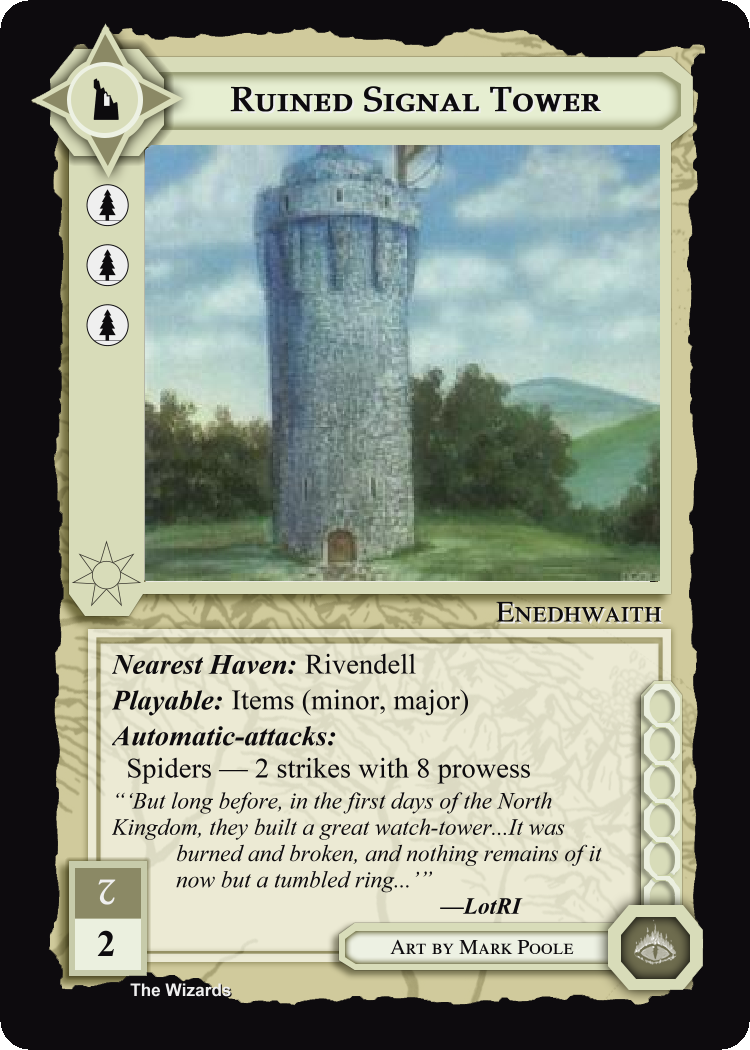 Ruined Signal Tower
Enedhwaith
Nearest Haven: Rivendell
Playable: Items (minor, major)
Automatic-attacks:
Spiders — 2 strikes with 8 prowess
“‘But long before, in the first days of the North
Kingdom, they built a great watch-tower...It was
burned and broken, and nothing remains of it
now but a tumbled ring...’”
—LotRI
2
Art by Mark Poole
The Wizards